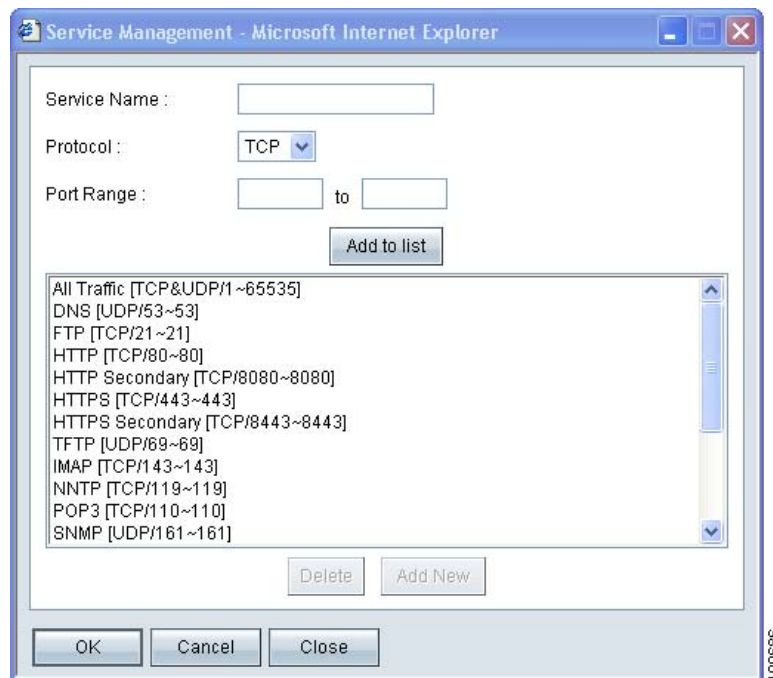 Service Management - Microsoft Internet Explorer
Service Name :
Protocol : TCP
Port Range : to
Add to list
All Traffic [TCP&UDP/1~65535]
DNS [UDP/53~53]
FTP [TCP/21~21]
HTTP [TCP/80~80]
HTTP Secondary [TCP/8080~8080]
HTTPS [TCP/443~443]
HTTPS Secondary [TCP/8443~8443]
TFTP [UDP/69~69]
IMAP [TCP/143~143]
NNTP [TCP/119~119]
POP3 [TCP/110~110]
SNMP [UDP/161~161]
Delete Add New
OK Cancel Close